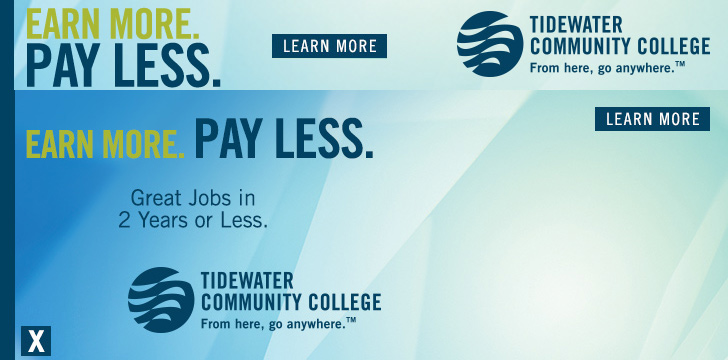 EARN MORE.
PAY LESS.
LEARN MORE
TIDEWATER
COMMUNITY COLLEGE
From here, go anywhere.™
EARN MORE. PAY LESS.
LEARN MORE
Great Jobs in
2 Years or Less.
TIDEWATER
COMMUNITY COLLEGE
From here, go anywhere.™
X